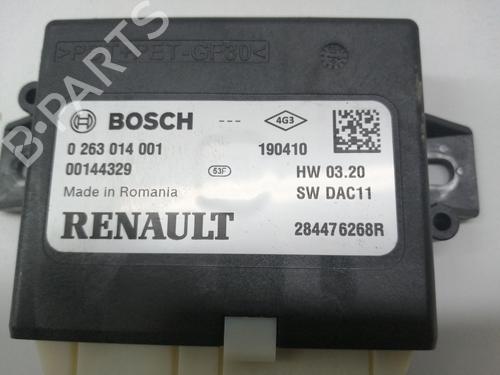 >PBT+PET-GF30<
BOSCH --- 4G3
0 263 014 001 190410
00144329 53F HW 03.20
Made in Romania SW DAC11
RENAULT 284476268R
B-PARTS